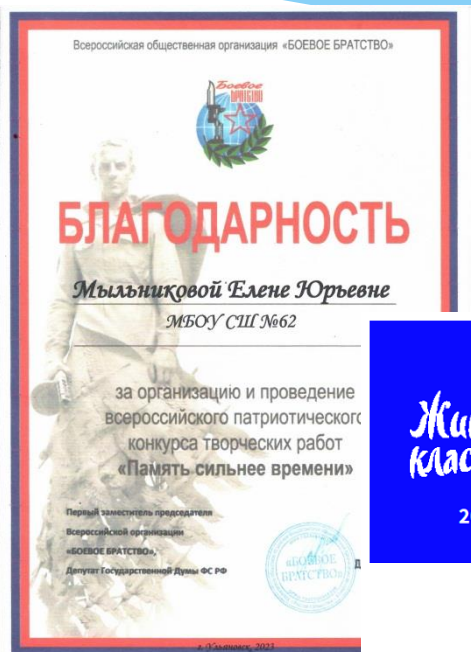 Всероссийская общественная организация «БОЕВОЕ БРАТСТВО»
Боевое
БРАТСТВО
БЛАГОДАРНОСТЬ
Мыльниковой Елене Юрьевне
МБОУ СШ №62
за организацию и проведение
всероссийского патриотического
конкурса творческих работ
«Память сильнее времени»
Первый заместитель председателя
Всероссийской организации
«БОЕВОЕ БРАТСТВО»,
Депутат Государственной Думы ФС РФ
«БОЕВОЕ
БРАТСТВО»
г. Ульяновск, 2023